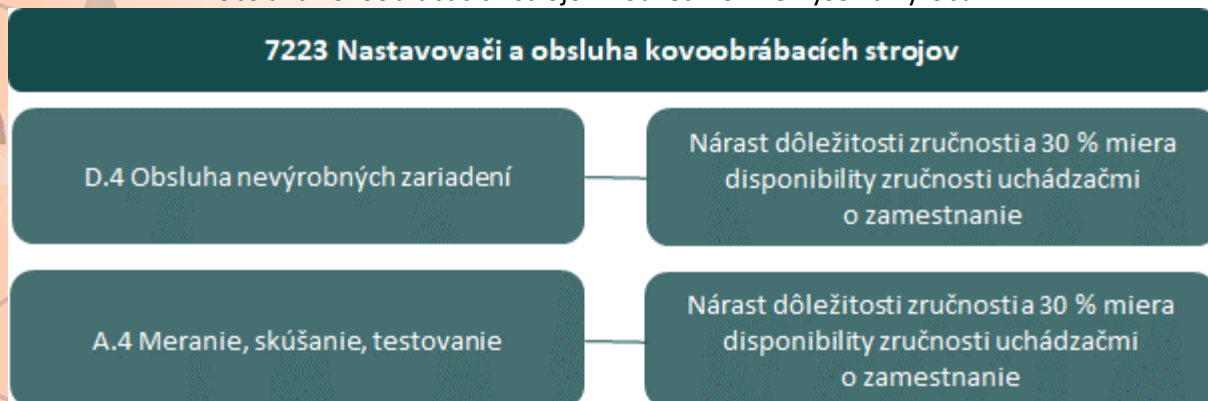 7223 Nastavovači a obsluha kovoobrábacích strojov
D.4 Obsluha nevýrobných zariadení
Nárast dôležitosti zručnosti a 30 % miera
disponibility zručnosti uchádzačmi
o zamestnanie
A.4 Meranie, skúšanie, testovanie
Nárast dôležitosti zručnosti a 30 % miera
disponibility zručnosti uchádzačmi
o zamestnanie